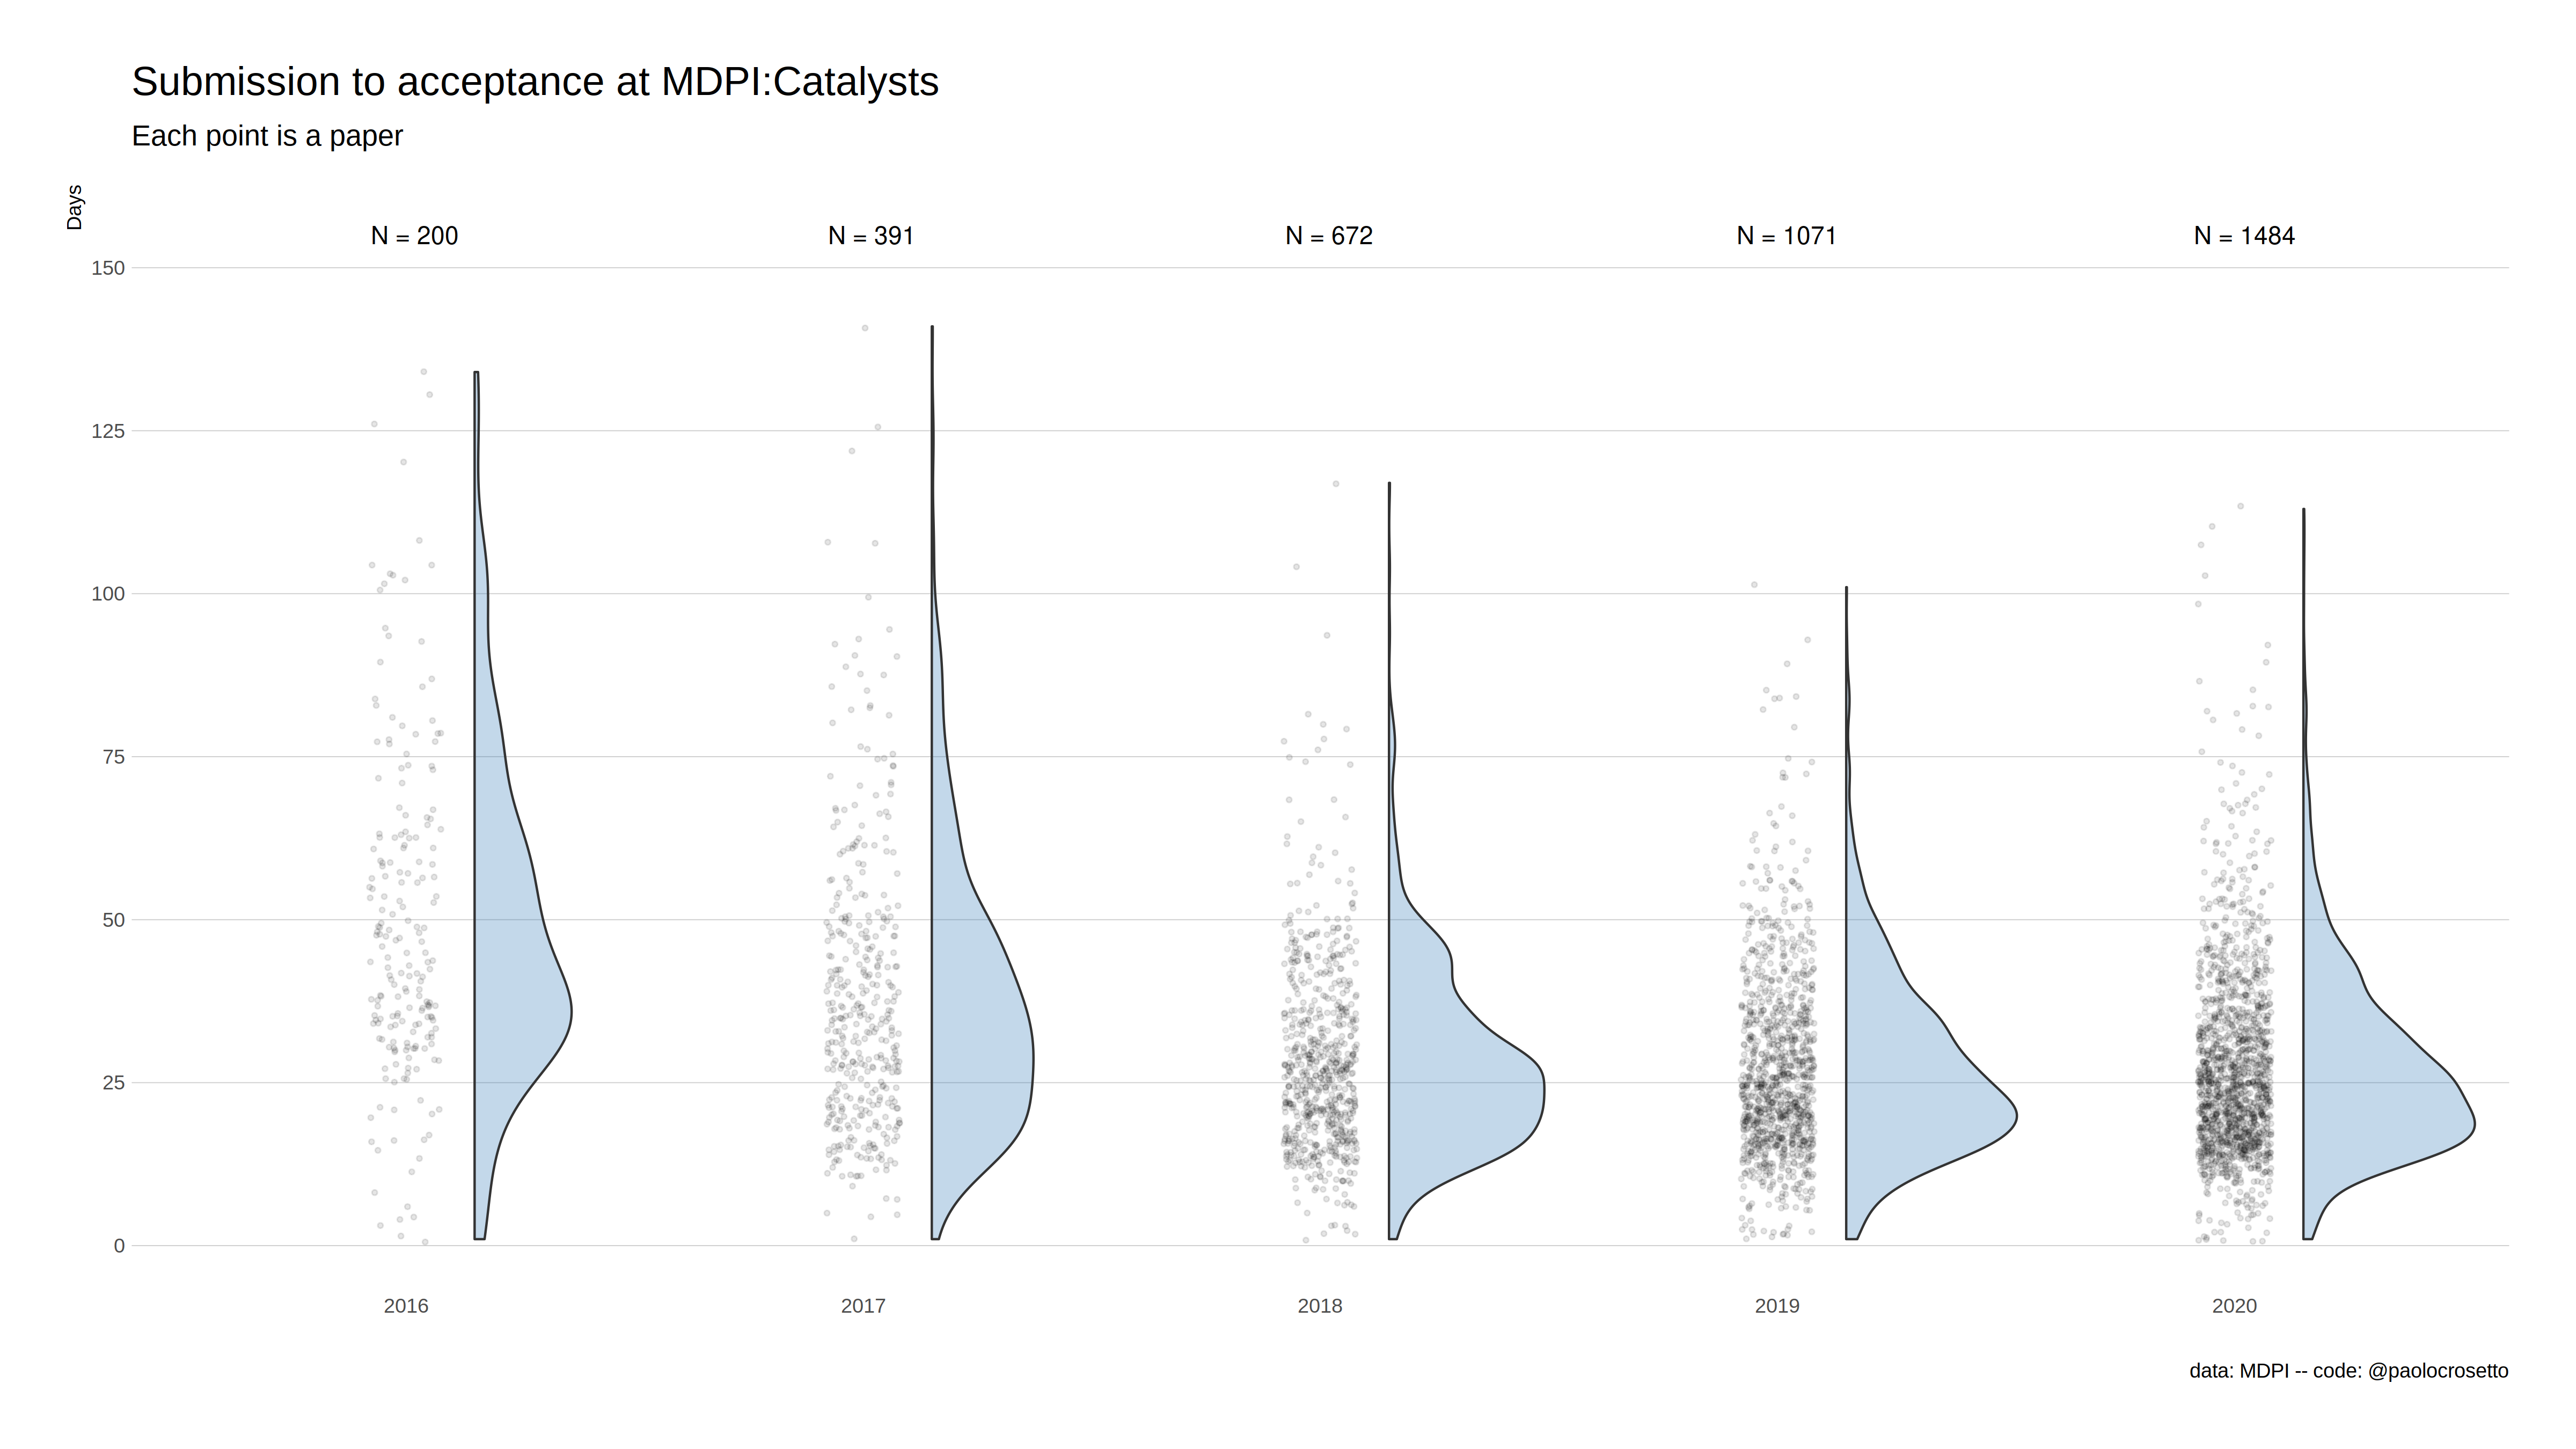 Submission to acceptance at MDPI:Catalysts
Each point is a paper
Days
N = 200
N = 391
N = 672
N = 1071
N = 1484
150
125
100
75
50
25
0
2016
2017
2018
2019
2020
data: MDPI -- code: @paolocrosetto